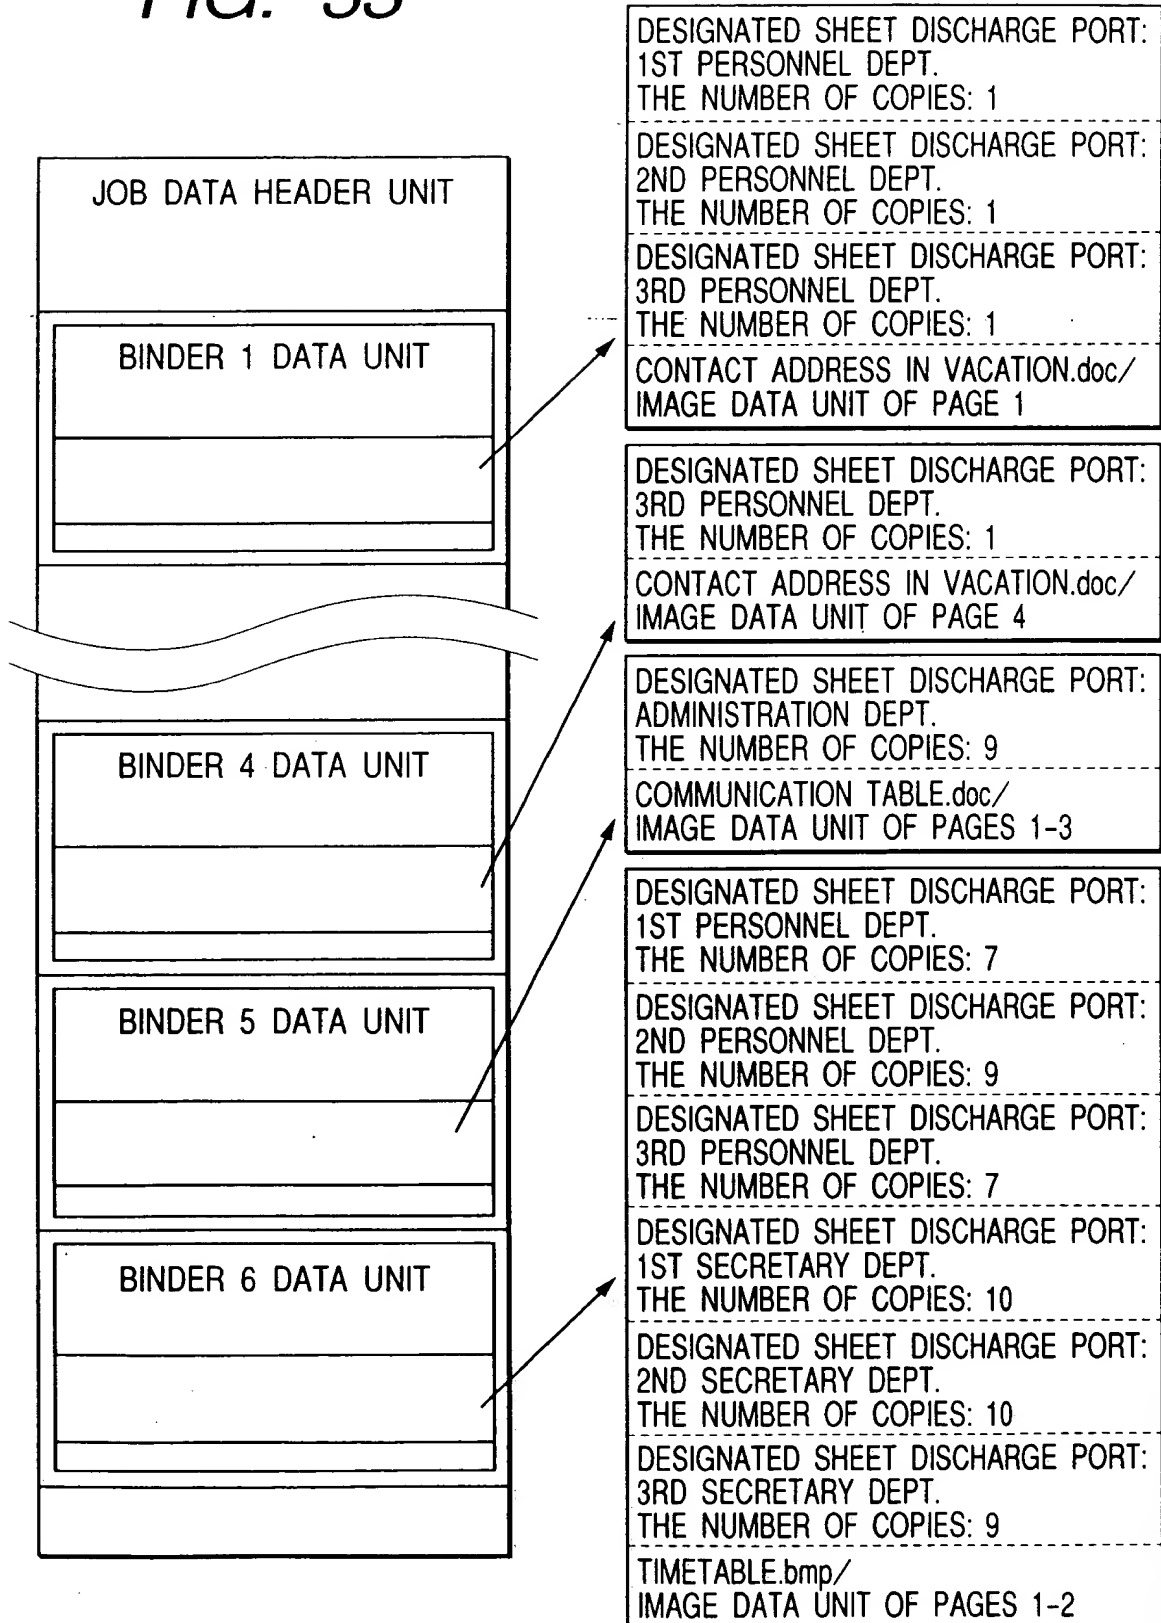 FIG. 33
JOB DATA HEADER UNIT
BINDER 1 DATA UNIT
BINDER 4 DATA UNIT
BINDER 5 DATA UNIT
BINDER 6 DATA UNIT
DESIGNATED SHEET DISCHARGE PORT:
1ST PERSONNEL DEPT.
THE NUMBER OF COPIES: 1
DESIGNATED SHEET DISCHARGE PORT:
2ND PERSONNEL DEPT.
THE NUMBER OF COPIES: 1
DESIGNATED SHEET DISCHARGE PORT:
3RD PERSONNEL DEPT.
THE NUMBER OF COPIES: 1
CONTACT ADDRESS IN VACATION.doc/
IMAGE DATA UNIT OF PAGE 1
DESIGNATED SHEET DISCHARGE PORT:
3RD PERSONNEL DEPT.
THE NUMBER OF COPIES: 1
CONTACT ADDRESS IN VACATION.doc/
IMAGE DATA UNIT OF PAGE 4
DESIGNATED SHEET DISCHARGE PORT:
ADMINISTRATION DEPT.
THE NUMBER OF COPIES: 9
COMMUNICATION TABLE.doc/
IMAGE DATA UNIT OF PAGES 1-3
DESIGNATED SHEET DISCHARGE PORT:
1ST PERSONNEL DEPT.
THE NUMBER OF COPIES: 7
DESIGNATED SHEET DISCHARGE PORT:
2ND PERSONNEL DEPT.
THE NUMBER OF COPIES: 9
DESIGNATED SHEET DISCHARGE PORT:
3RD PERSONNEL DEPT.
THE NUMBER OF COPIES: 7
DESIGNATED SHEET DISCHARGE PORT:
1ST SECRETARY DEPT.
THE NUMBER OF COPIES: 10
DESIGNATED SHEET DISCHARGE PORT:
2ND SECRETARY DEPT.
THE NUMBER OF COPIES: 10
DESIGNATED SHEET DISCHARGE PORT:
3RD SECRETARY DEPT.
THE NUMBER OF COPIES: 9
TIMETABLE.bmp/
IMAGE DATA UNIT OF PAGES 1-2